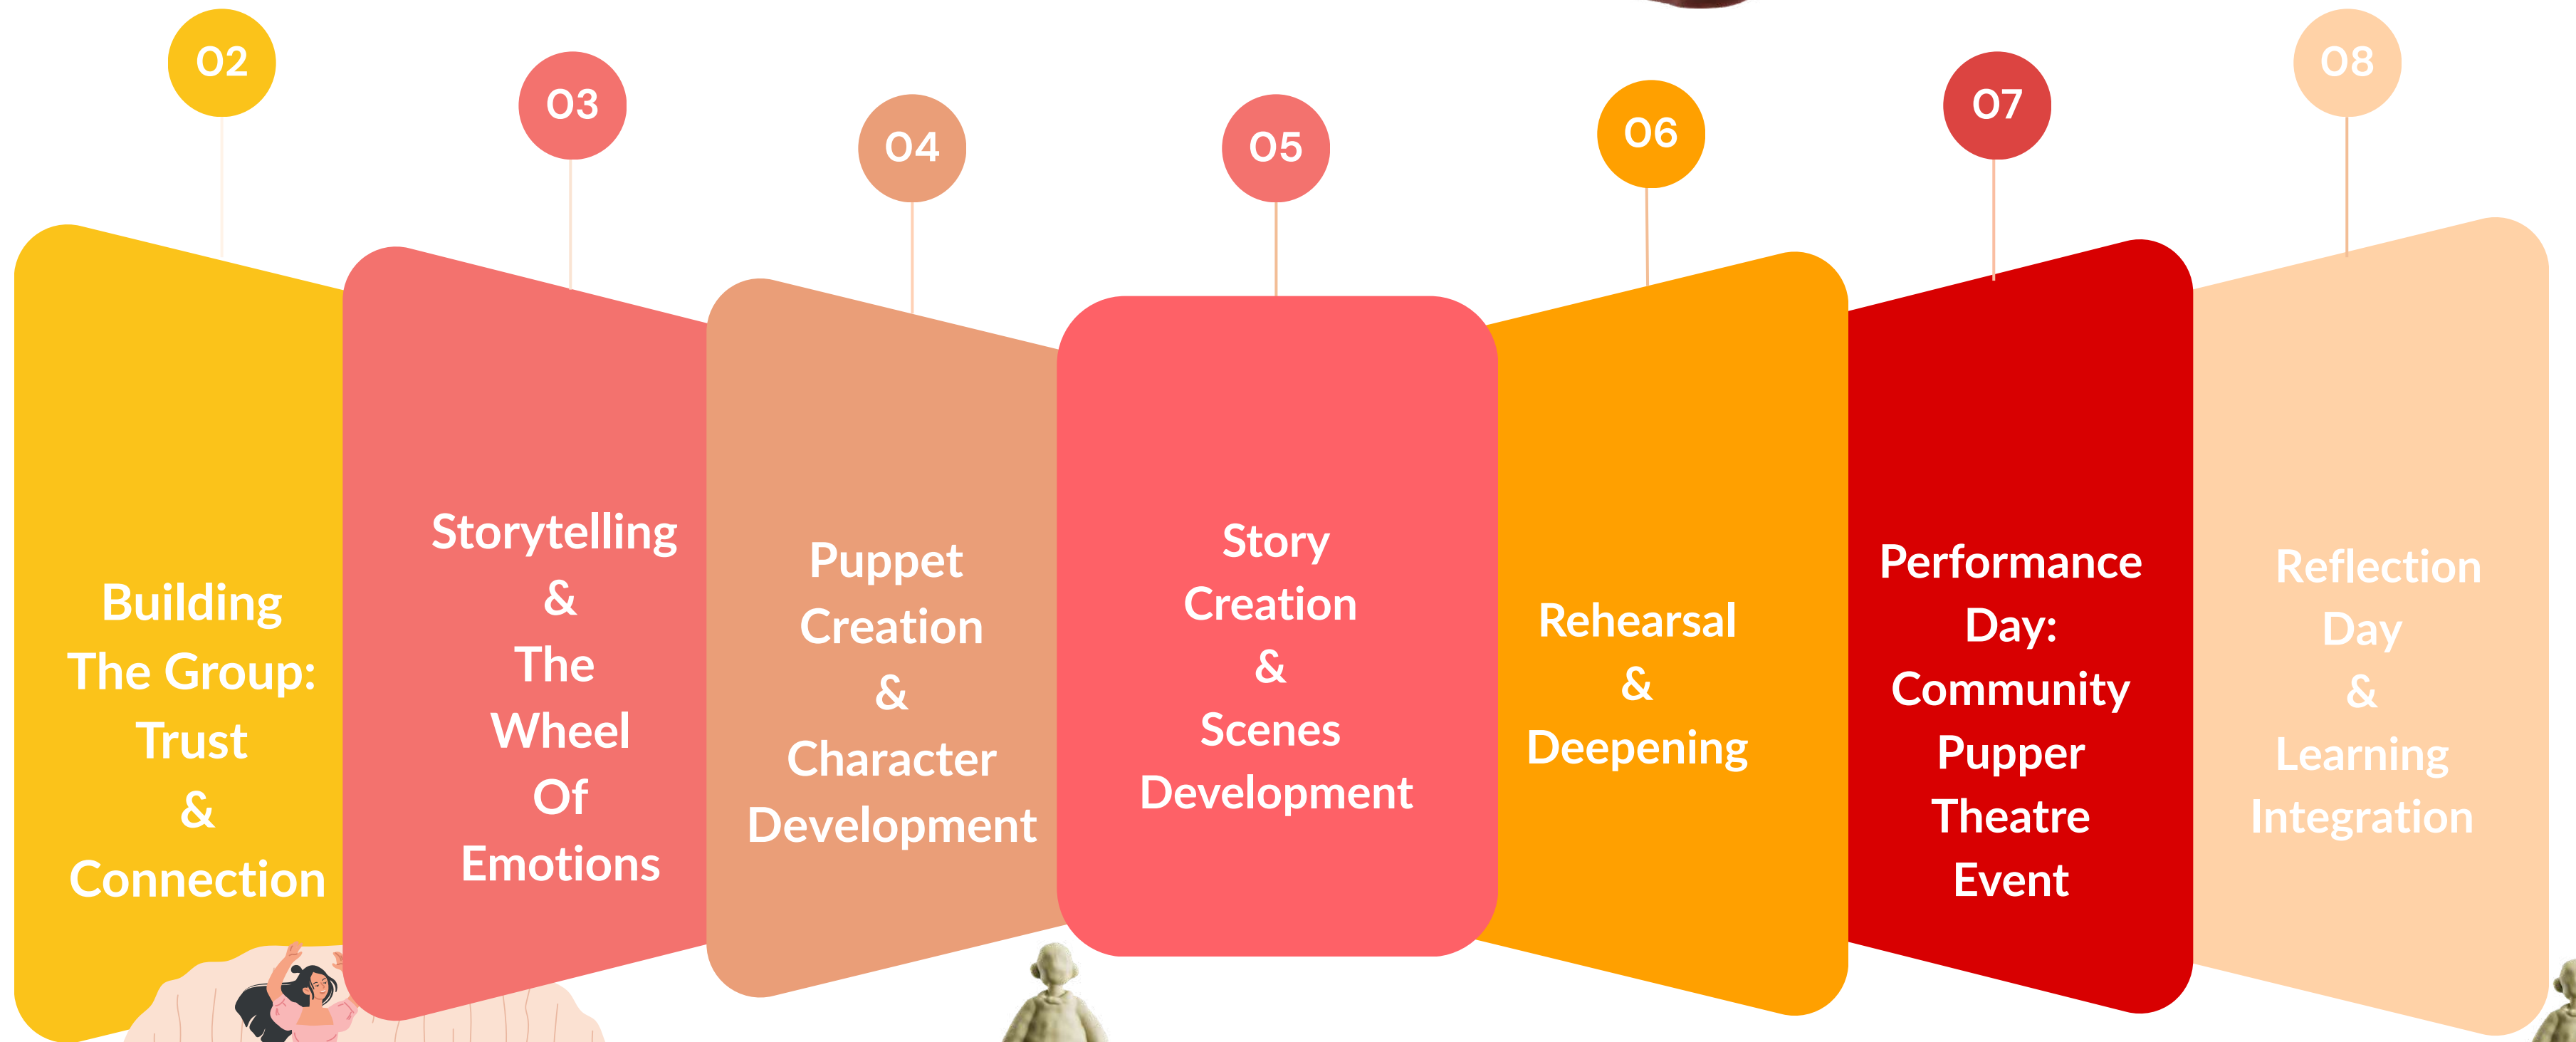 02
Building
The Group:
Trust
&
Connection
03
Storytelling
&
The
Wheel
Of
Emotions
04
Puppet
Creation
&
Character
Development
05
Story
Creation
&
Scenes
Development
06
Rehearsal
&
Deepening
07
Performance
Day:
Community
Pupper
Theatre
Event
08
Reflection
Day
&
Learning
Integration